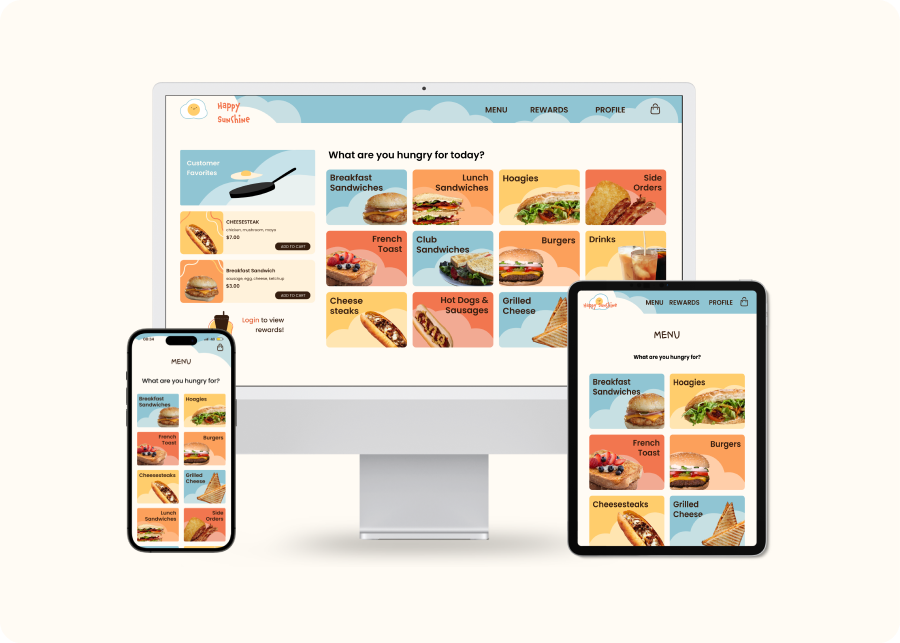 Happy
Sunshine
MENU
REWARDS
PROFILE
Customer
Favorites
CHEESESTEAK
chicken, mushroom, mayo
$7.00
ADD TO CART
Breakfast Sandwich
sausage, egg, cheese, ketchup
$3.00
ADD TO CART
Login to view
rewards!
What are you hungry for today?
Breakfast
Sandwiches
Lunch
Sandwiches
Hoagies
Side
Orders
French
Toast
Club
Sandwiches
Burgers
Drinks
Cheese
steaks
Hot Dogs &
Sausages
Grilled
Cheese
MENU
What are you hungry for?
Breakfast
Sandwiches
Hoagies
French
Toast
Burgers
Cheesesteaks
Grilled
Cheese
Lunch
Sandwiches
Side
Orders
Happy Sunshine
MENU
REWARDS
PROFILE
MENU
What are you hungry for?
Breakfast
Sandwiches
Hoagies
French
Toast
Burgers
Cheesesteaks
Grilled
Cheese